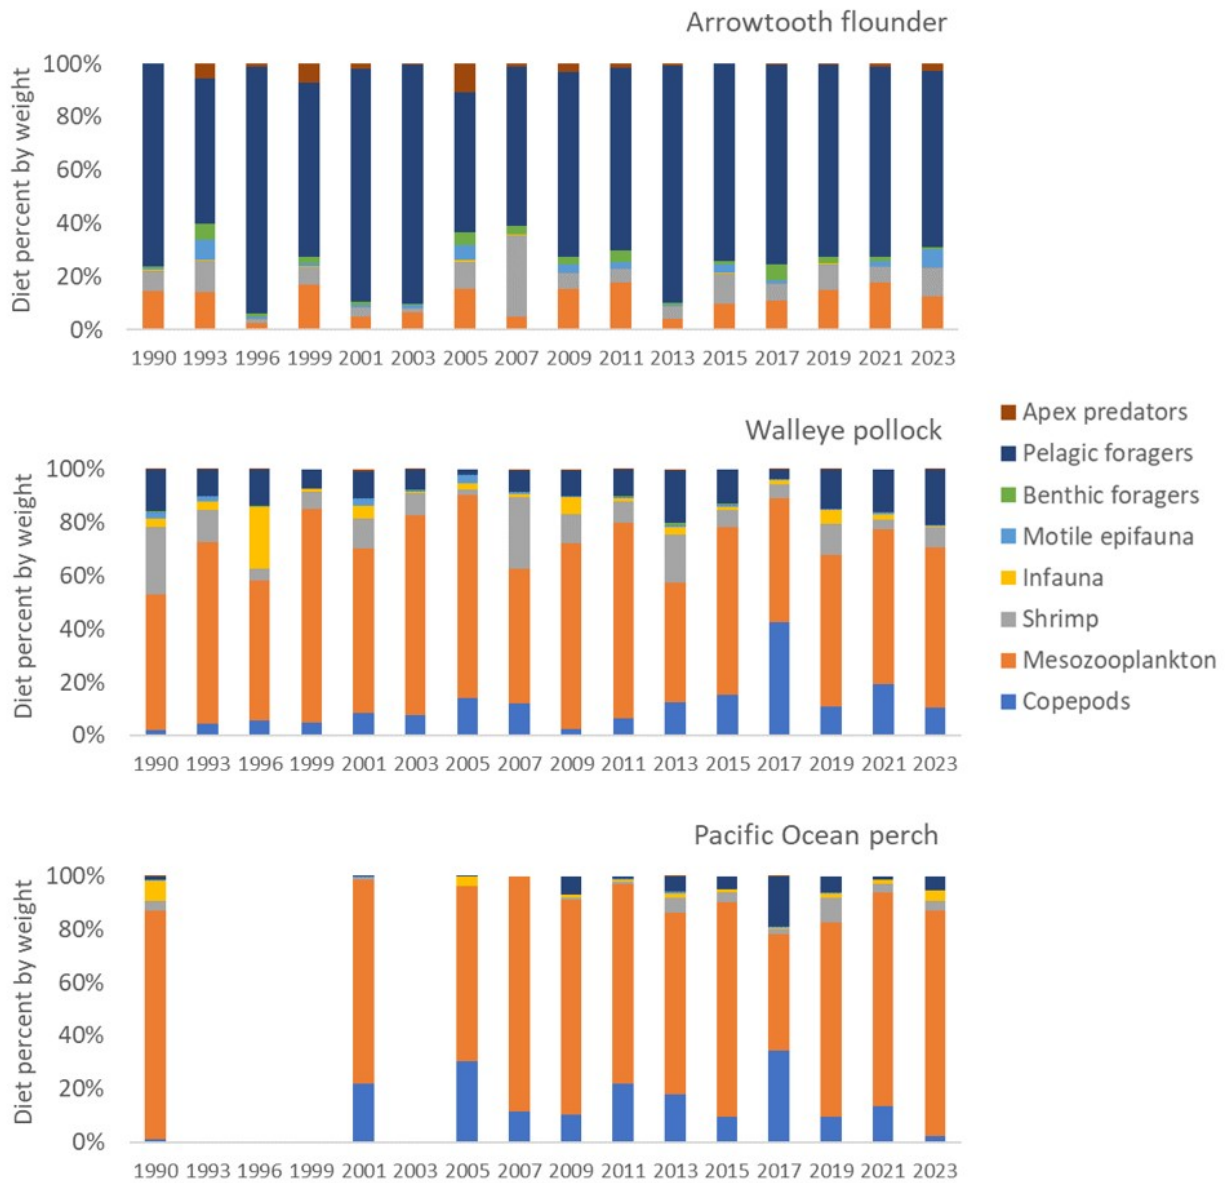 Arrowtooth flounder
Diet percent by weight
100%
80%
60%
40%
20%
0%
1990 1993 1996 1999 2001 2003 2005 2007 2009 2011 2013 2015 2017 2019 2021 2023
Walleye pollock
Diet percent by weight
100%
80%
60%
40%
20%
0%
1990 1993 1996 1999 2001 2003 2005 2007 2009 2011 2013 2015 2017 2019 2021 2023
Apex predators
Pelagic foragers
Benthic foragers
Motile epifauna
Infauna
Shrimp
Mesozooplankton
Copepods
Pacific Ocean perch
Diet percent by weight
100%
80%
60%
40%
20%
0%
1990 1993 1996 1999 2001 2003 2005 2007 2009 2011 2013 2015 2017 2019 2021 2023